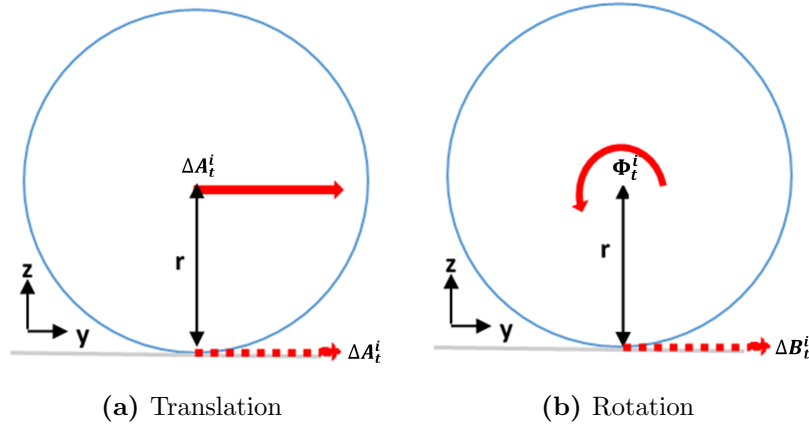 ΔA_t^i
r
z
y
ΔA_t^i
(a) Translation
Φ_t^i
r
z
y
ΔB_t^i
(b) Rotation